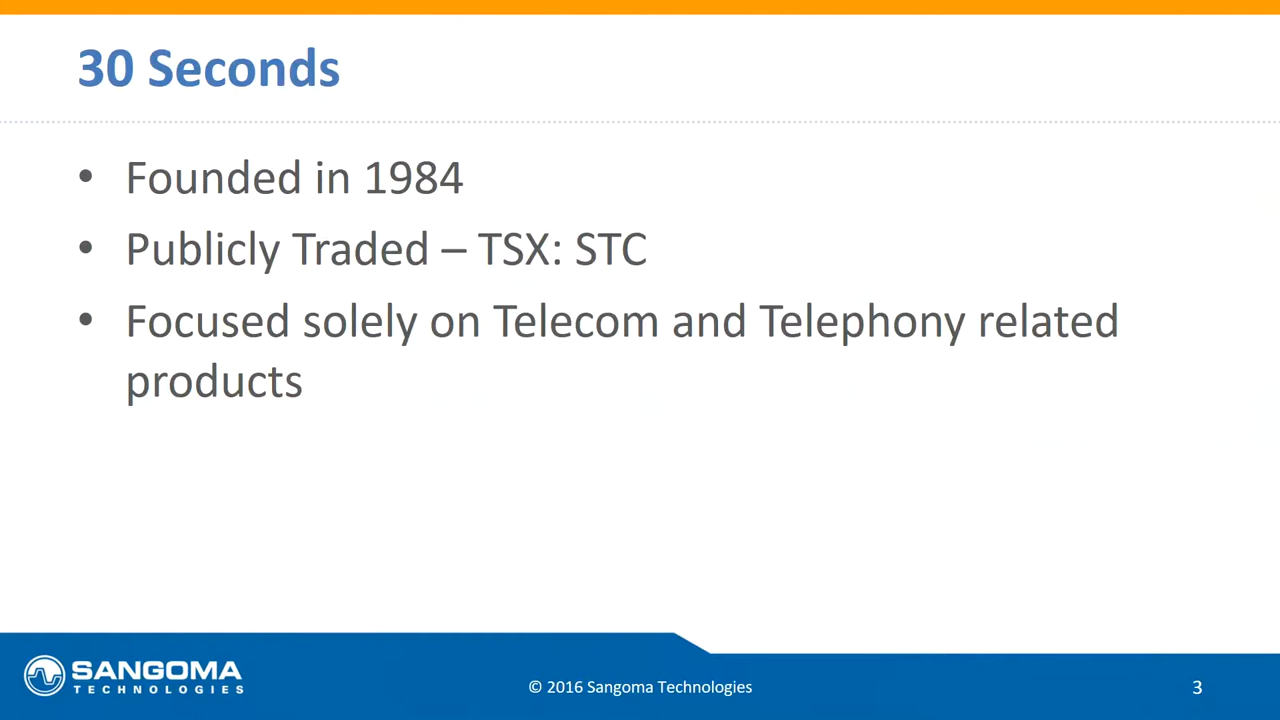 30 Seconds
• Founded in 1984
• Publicly Traded – TSX: STC
• Focused solely on Telecom and Telephony related
products
SANGOMA
TECHNOLOGIES
© 2016 Sangoma Technologies
3